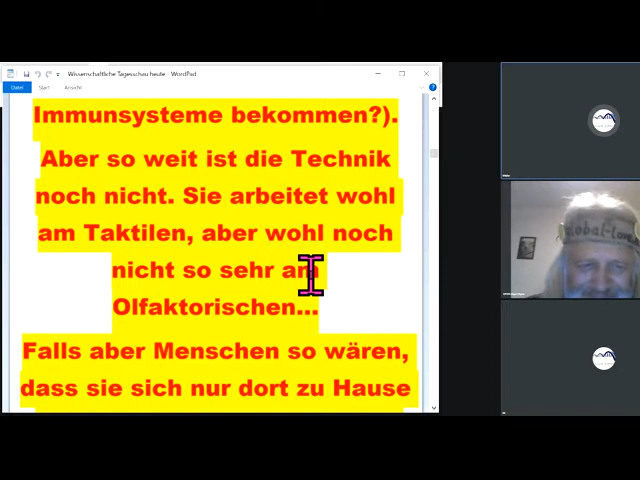 Wissenschaftliche Tagesschau heute - WordPad
Datei Start Ansicht
Immunsysteme bekommen?).
Aber so weit ist die Technik
noch nicht. Sie arbeitet wohl
am Taktilen, aber wohl noch
nicht so sehr am
Olfaktorischen...
Falls aber Menschen so wären,
dass sie sich nur dort zu Hause
global-love